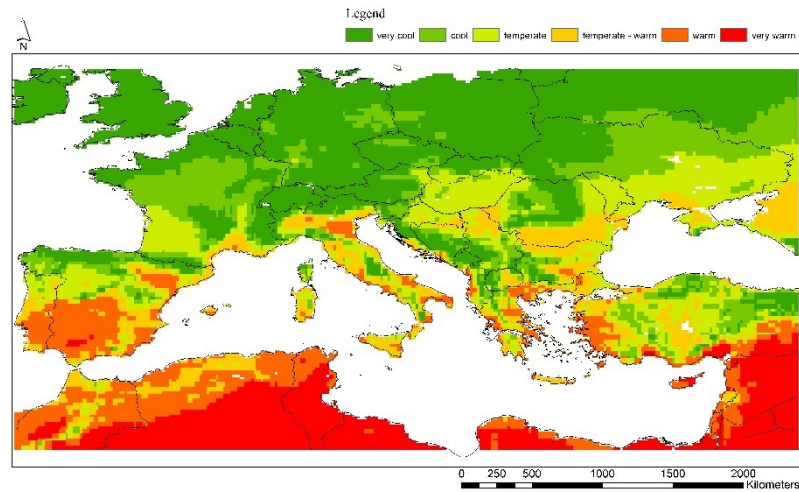 Legend
very cool cool temperate temperate - warm warm very warm
N
0 250 500 1000 1500 2000
Kilometers